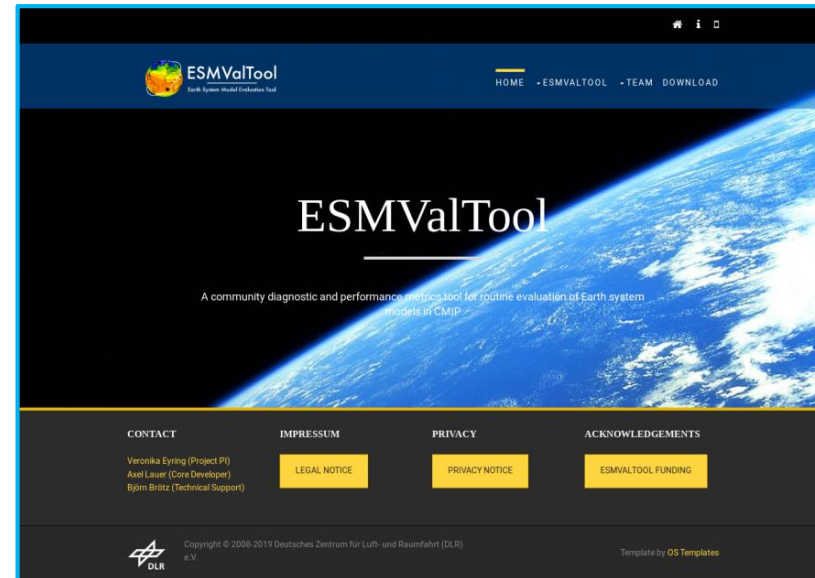 ESMValTool
Earth System Model Evaluation Tool
HOME ESMVALTOOL TEAM DOWNLOAD
ESMValTool
A community diagnostic and performance metrics tool for routine evaluation of Earth system
models in CMIP
CONTACT
Veronika Eyring (Project PI)
Axel Lauer (Core Developer)
Björn Brötz (Technical Support)
IMPRESSUM
LEGAL NOTICE
PRIVACY
PRIVACY NOTICE
ACKNOWLEDGEMENTS
ESMVALTOOL FUNDING
DLR
Copyright © 2008-2019 Deutsches Zentrum für Luft- und Raumfahrt (DLR)
e.V.
Template by OS Templates